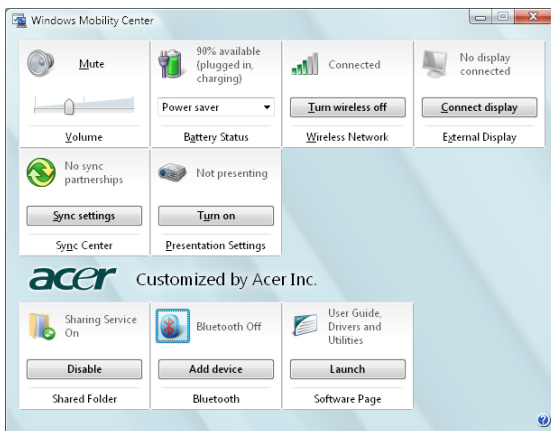 Windows Mobility Center
Mute
Volume
90% available
(plugged in,
charging)
Power saver
Battery Status
Connected
Turn wireless off
Wireless Network
No display
connected
Connect display
External Display
No sync
partnerships
Sync settings
Sync Center
Not presenting
Turn on
Presentation Settings
acer Customized by Acer Inc.
Sharing Service
On
Disable
Shared Folder
Bluetooth Off
Add device
Bluetooth
User Guide,
Drivers and
Utilities
Launch
Software Page